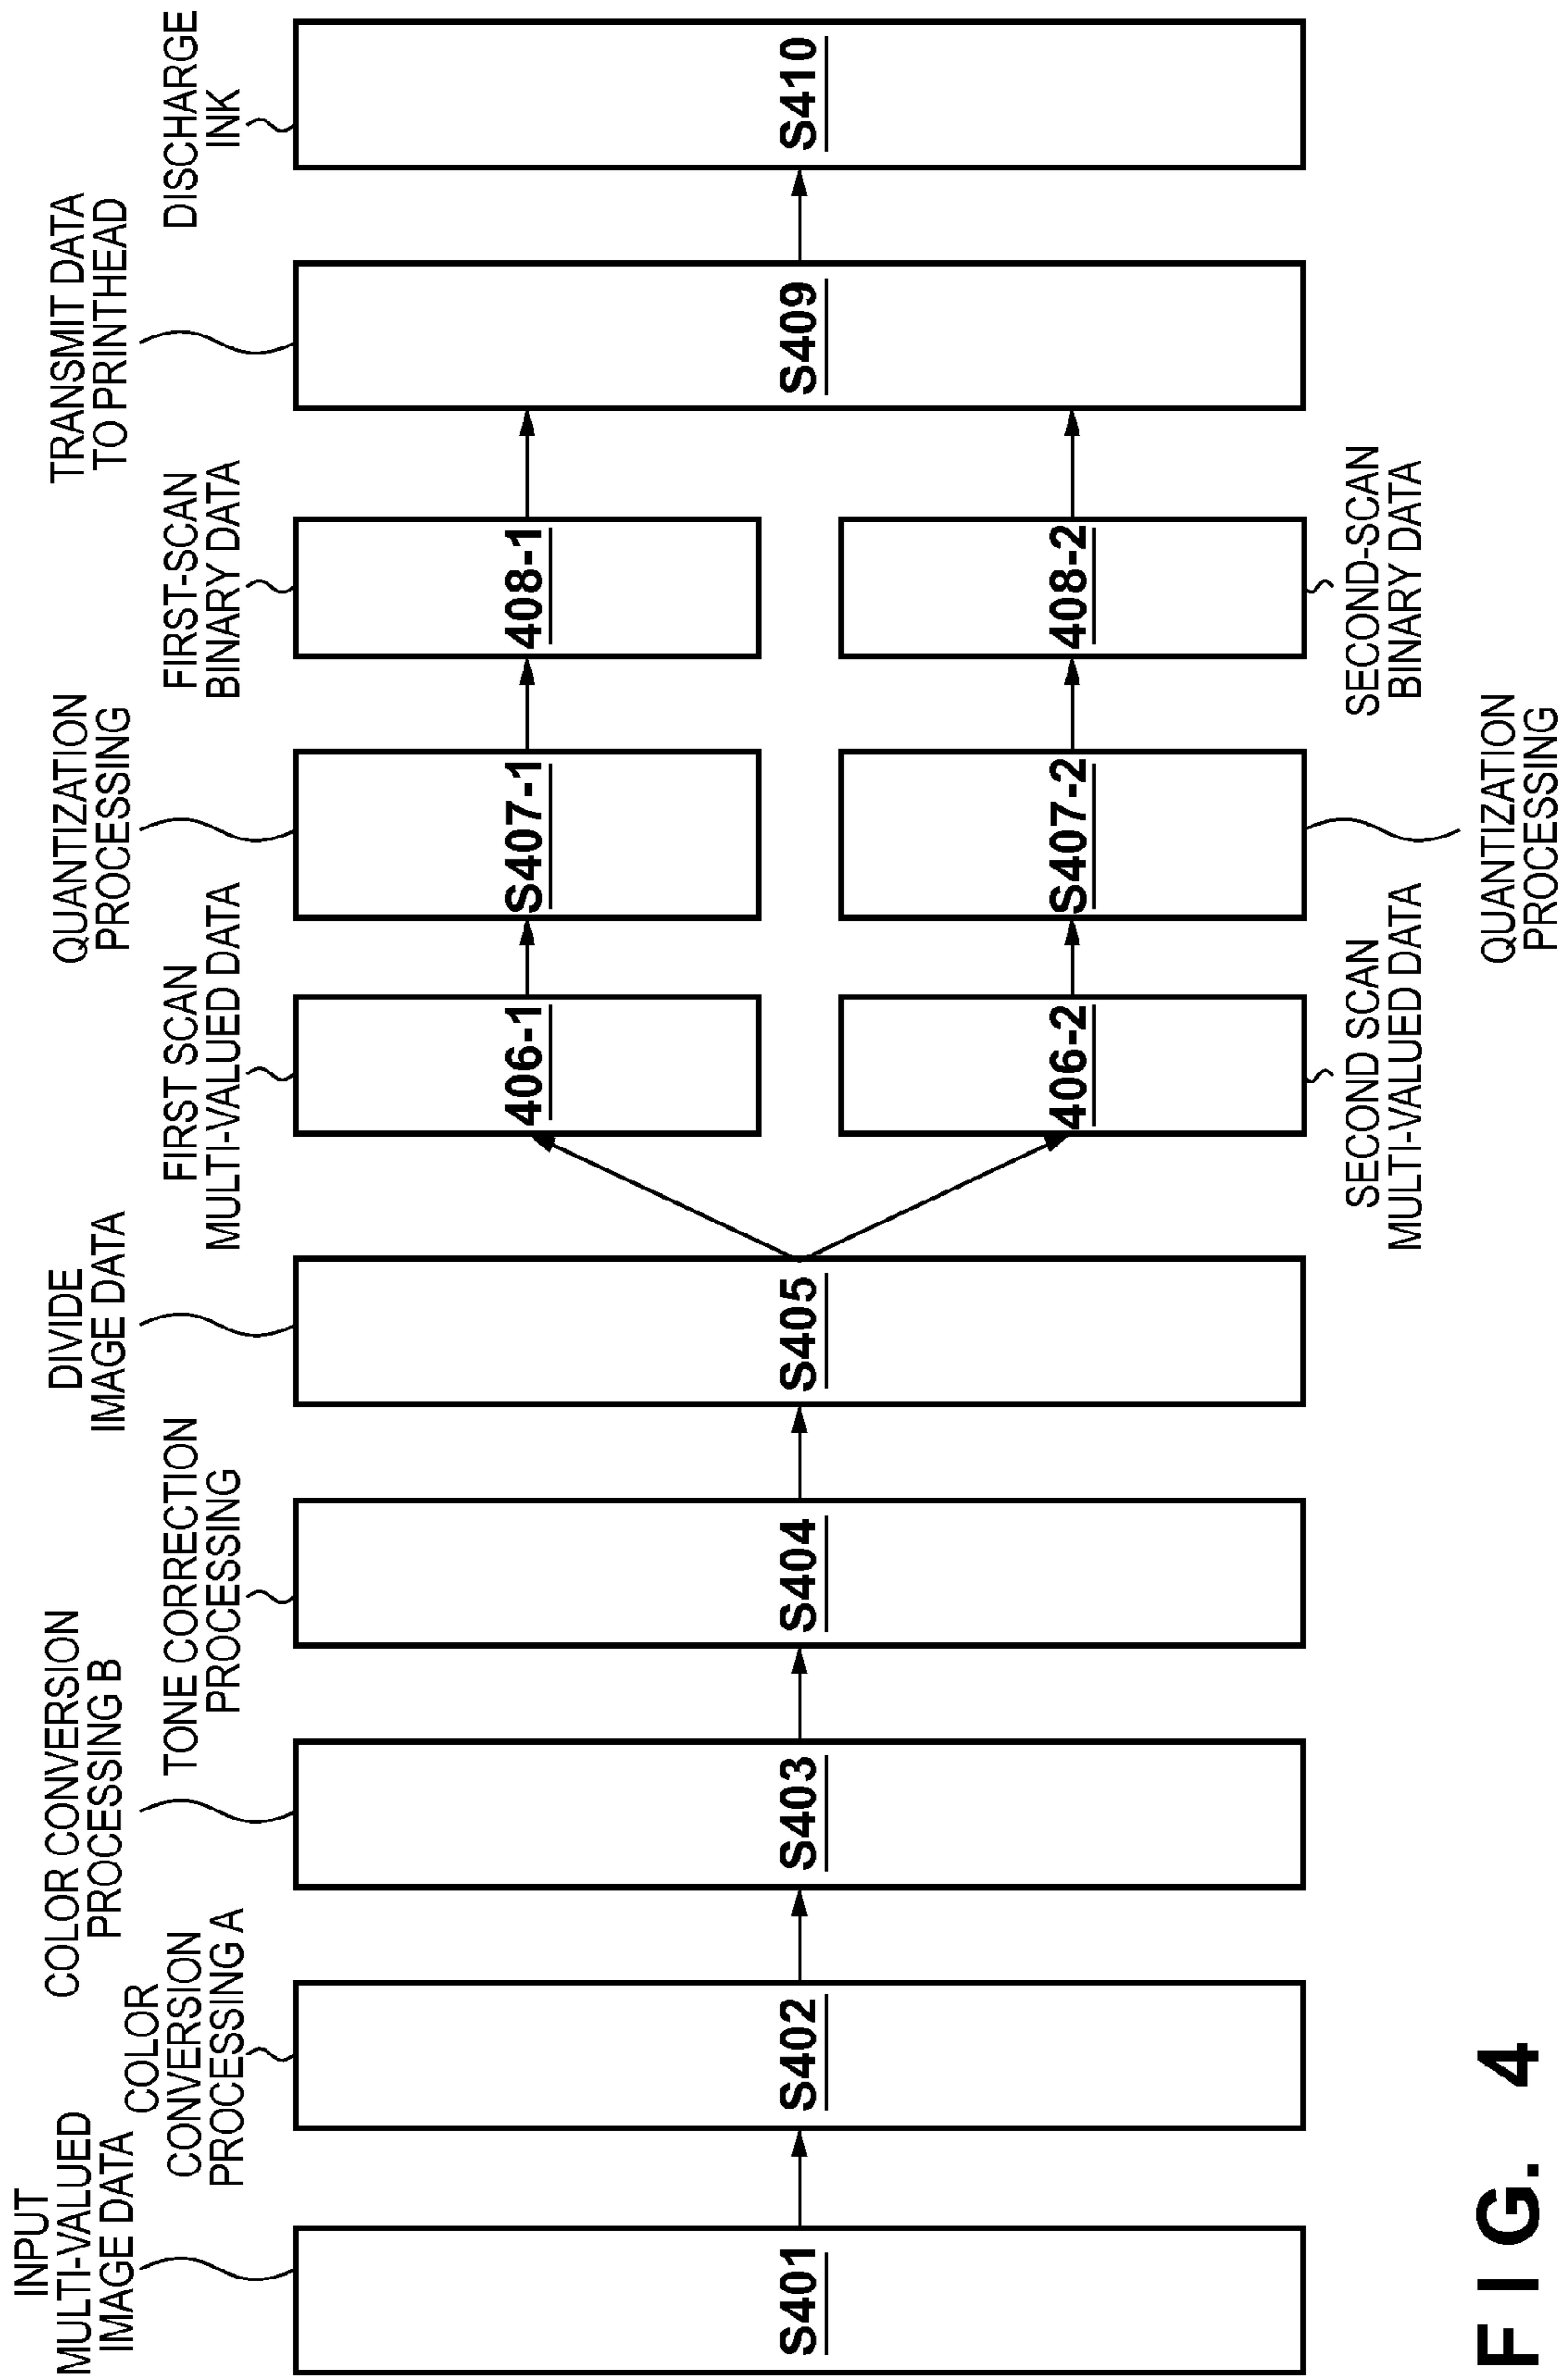 INPUT
MULTI-VALUED
IMAGE DATA
S401
COLOR
CONVERSION
PROCESSING A
S402
COLOR CONVERSION
PROCESSING B
S403
TONE CORRECTION
PROCESSING
S404
DIVIDE
IMAGE DATA
S405
FIRST SCAN
MULTI-VALUED DATA
406-1
QUANTIZATION
PROCESSING
S407-1
FIRST-SCAN
BINARY DATA
408-1
406-2
SECOND SCAN
MULTI-VALUED DATA
S407-2
QUANTIZATION
PROCESSING
408-2
SECOND-SCAN
BINARY DATA
TRANSMIT DATA
TO PRINTHEAD
S409
DISCHARGE
INK
S410
FIG. 4